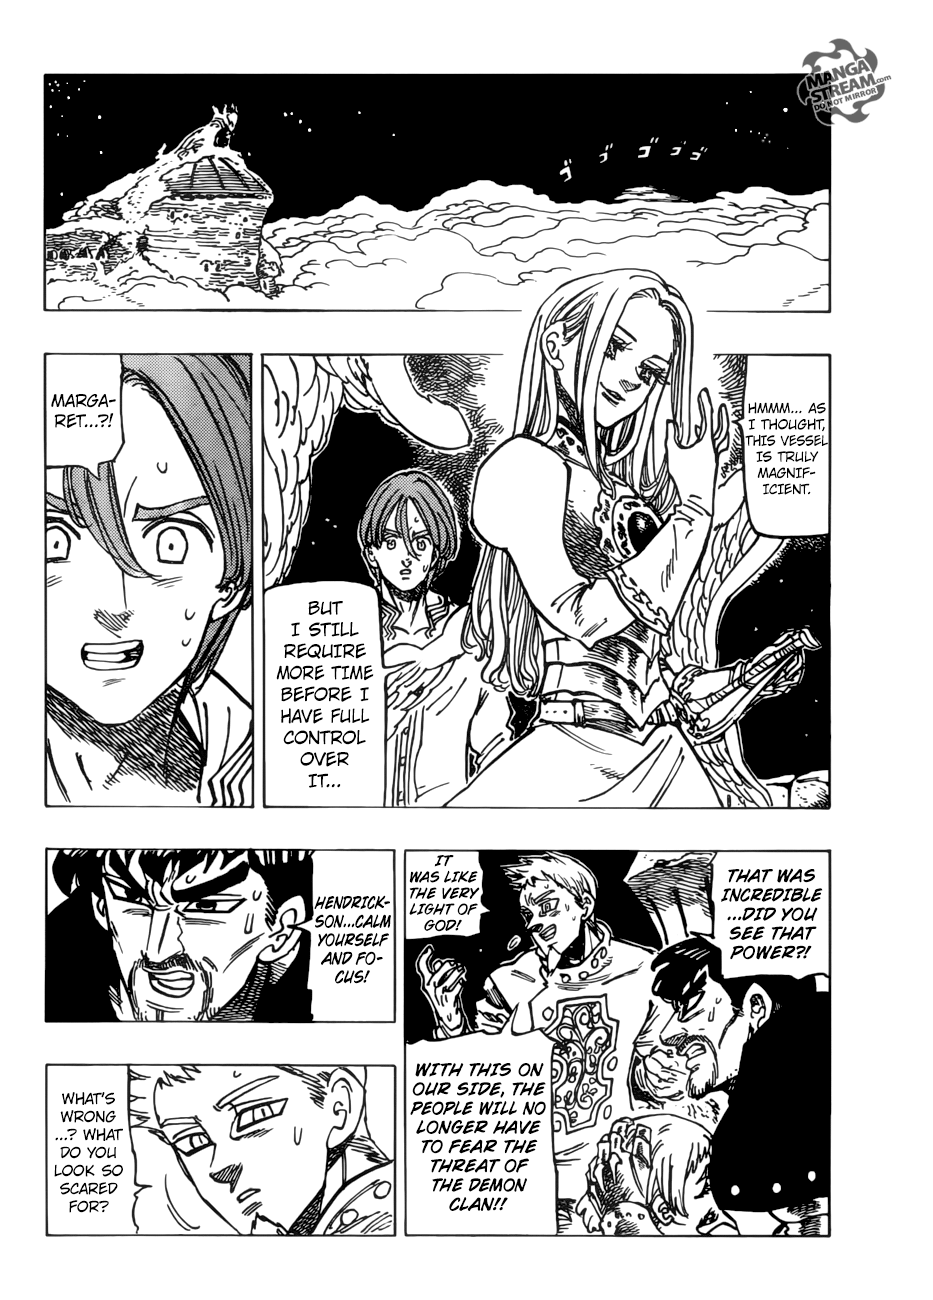 MANGA
STREAM.com
DO NOT MIRROR
ゴ ゴ ゴ ゴ ゴ
HMMM... AS
I THOUGHT,
THIS VESSEL
IS TRULY
MAGNIF-
ICIENT.
BUT
I STILL
REQUIRE
MORE TIME
BEFORE I
HAVE FULL
CONTROL
OVER
IT...
MARGA-
RET...?!
THAT WAS
INCREDIBLE
...DID YOU
SEE THAT
POWER?!
IT
WAS LIKE
THE VERY
LIGHT OF
GOD!
WITH THIS ON
OUR SIDE, THE
PEOPLE WILL NO
LONGER HAVE
TO FEAR THE
THREAT OF
THE DEMON
CLAN!!
HENDRICK-
SON...CALM
YOURSELF
AND FO-
CUS!
WHAT'S
WRONG
...? WHAT
DO YOU
LOOK SO
SCARED
FOR?